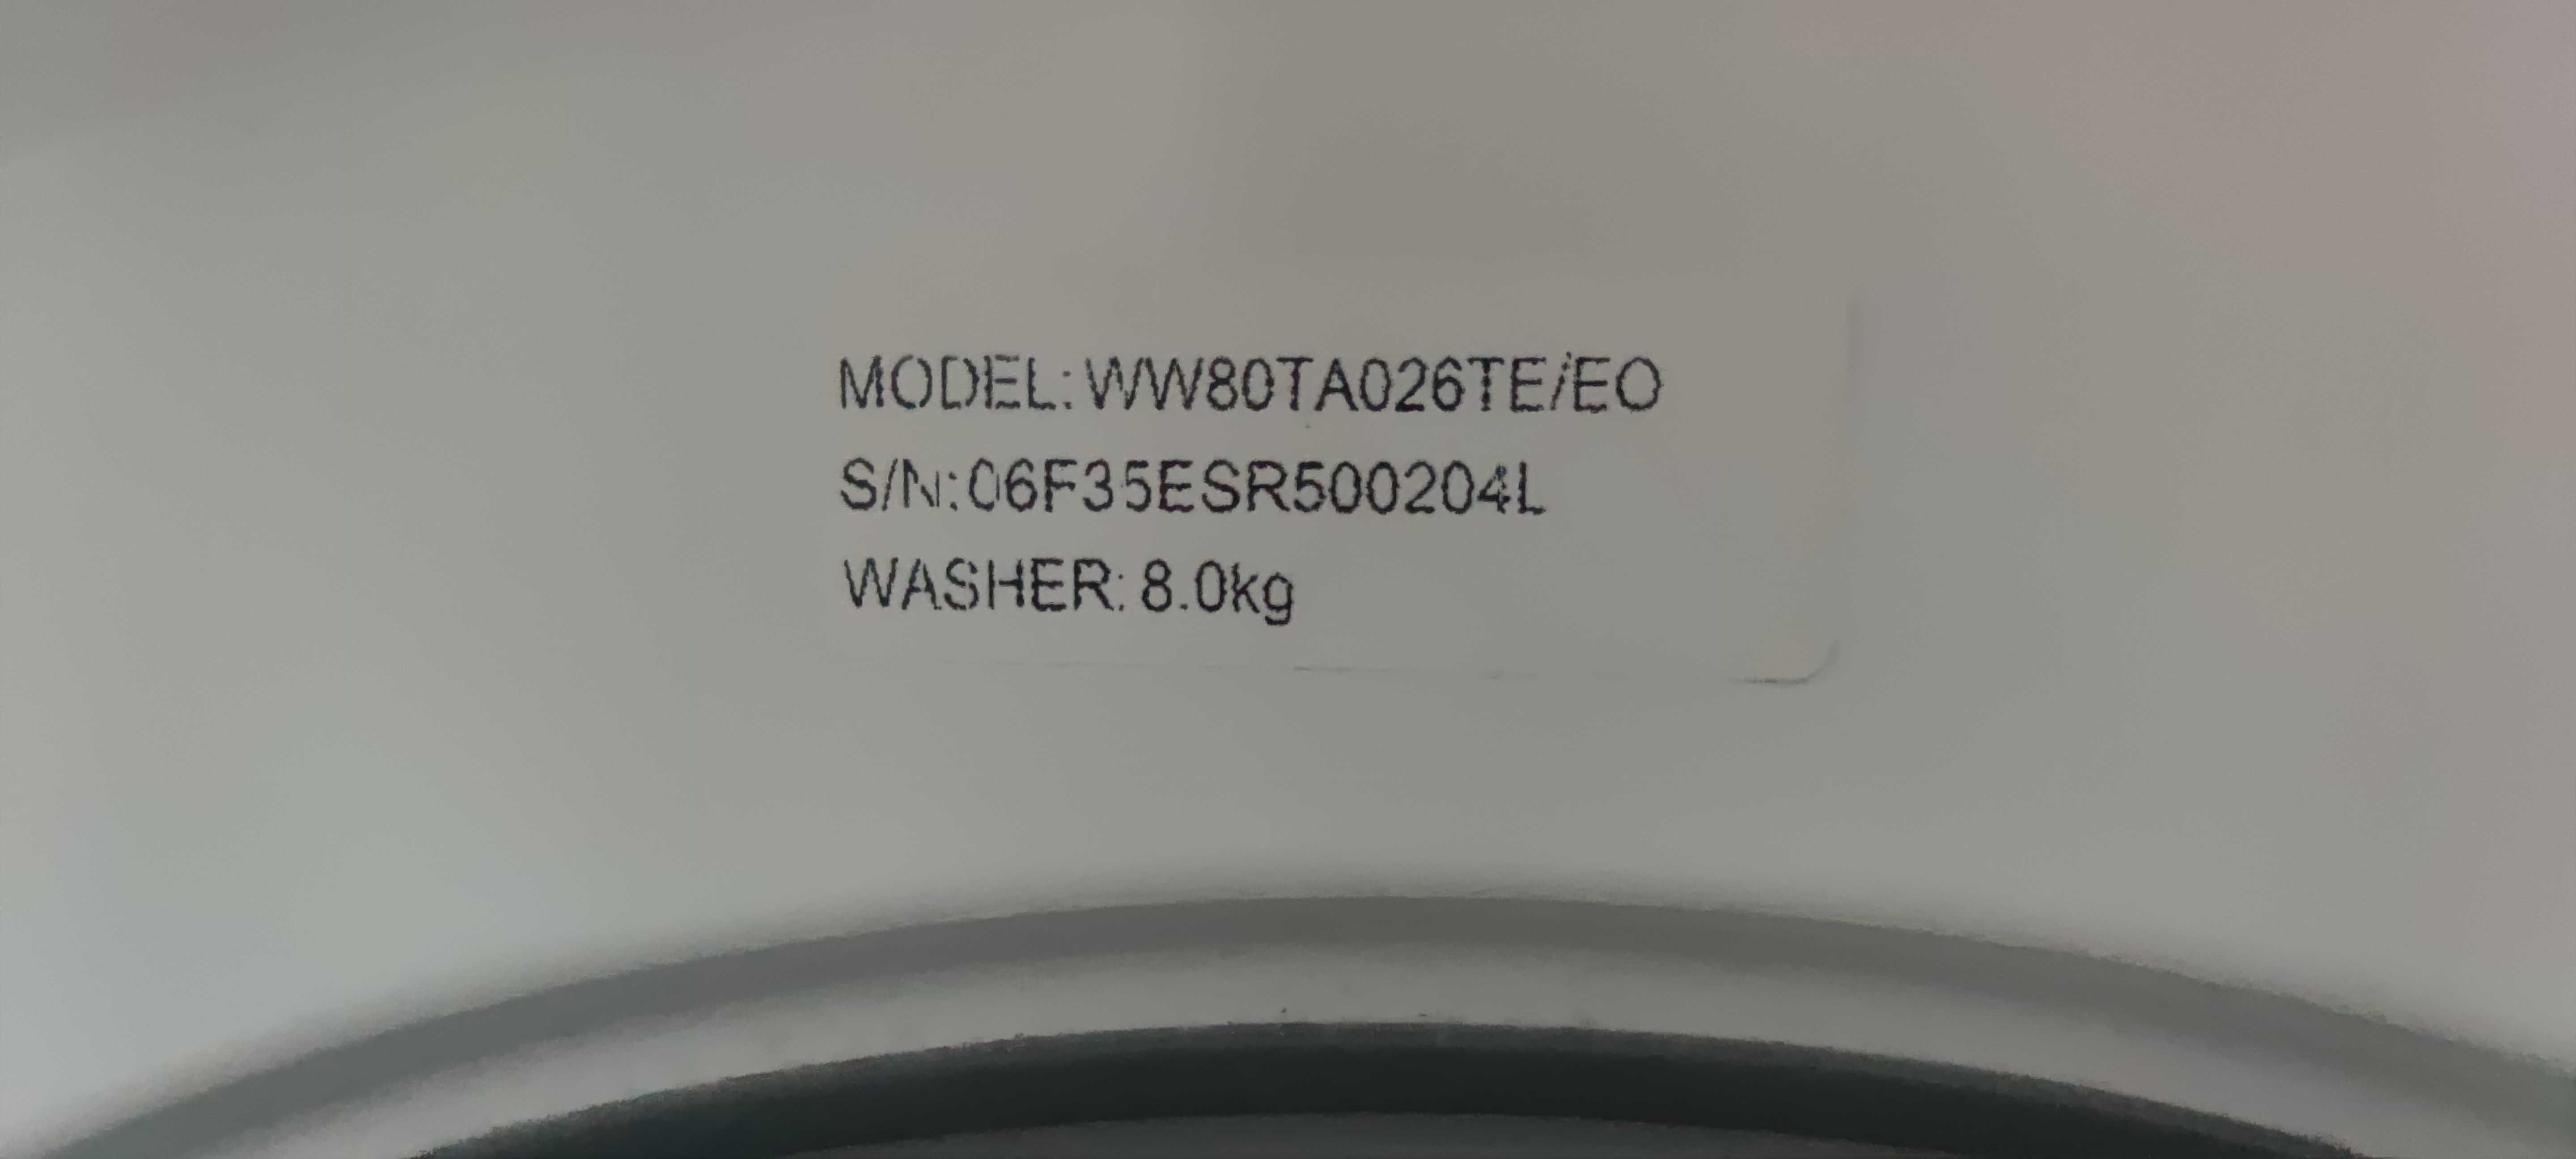 MODEL: WW80TA026TE/EO
S/N:06F35ESR500204L
WASHER: 8.0kg